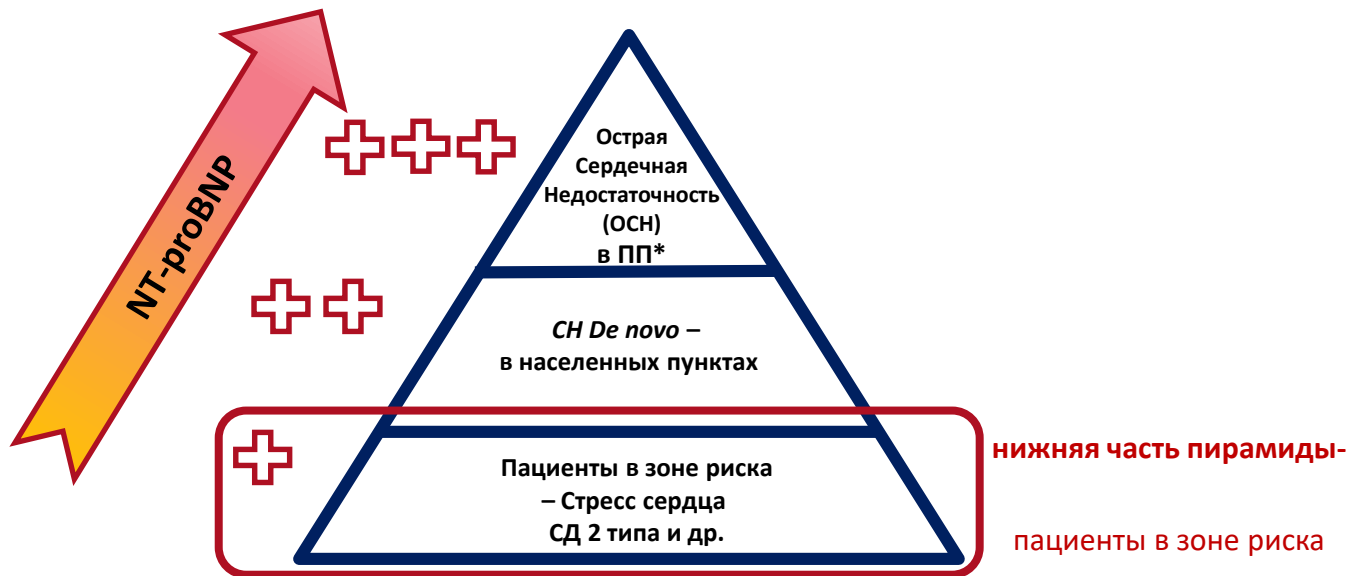 NT-proBNP
Острая
Сердечная
Недостаточность
(ОСН)
в ПП*
СН De novo –
в населенных пунктах
Пациенты в зоне риска
– Стресс сердца
СД 2 типа и др.
нижняя часть пирамиды-
пациенты в зоне риска